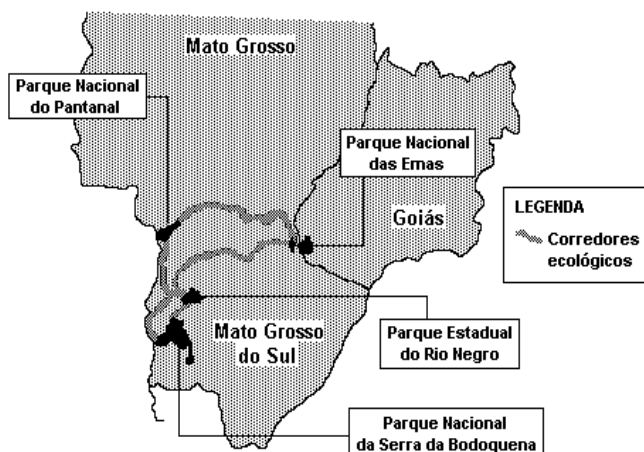 Mato Grosso
Parque Nacional
do Pantanal
Parque Nacional
das Emas
Goiás
LEGENDA
Corredores
ecológicos
Mato Grosso
do Sul
Parque Estadual
do Rio Negro
Parque Nacional
da Serra da Bodoquena